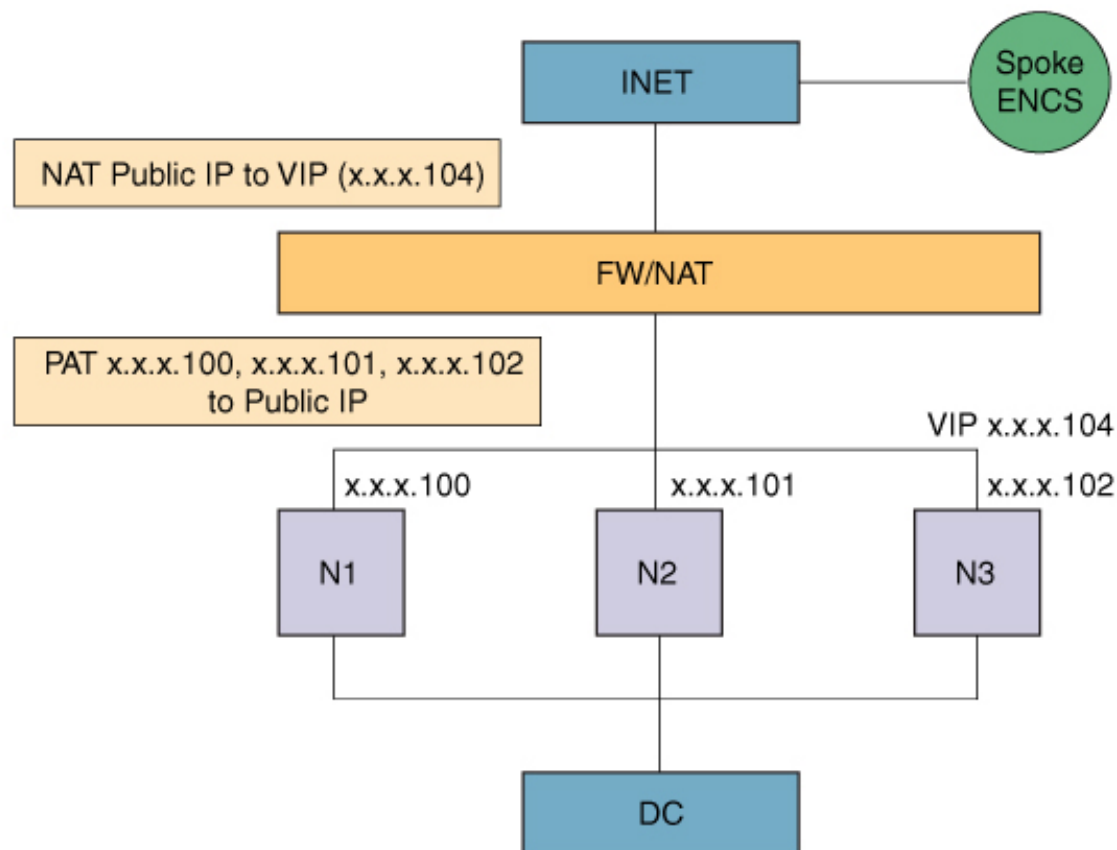 INET
Spoke
ENCS
NAT Public IP to VIP (x.x.x.104)
FW/NAT
PAT x.x.x.100, x.x.x.101, x.x.x.102
to Public IP
VIP x.x.x.104
x.x.x.100
x.x.x.101
x.x.x.102
N1
N2
N3
DC